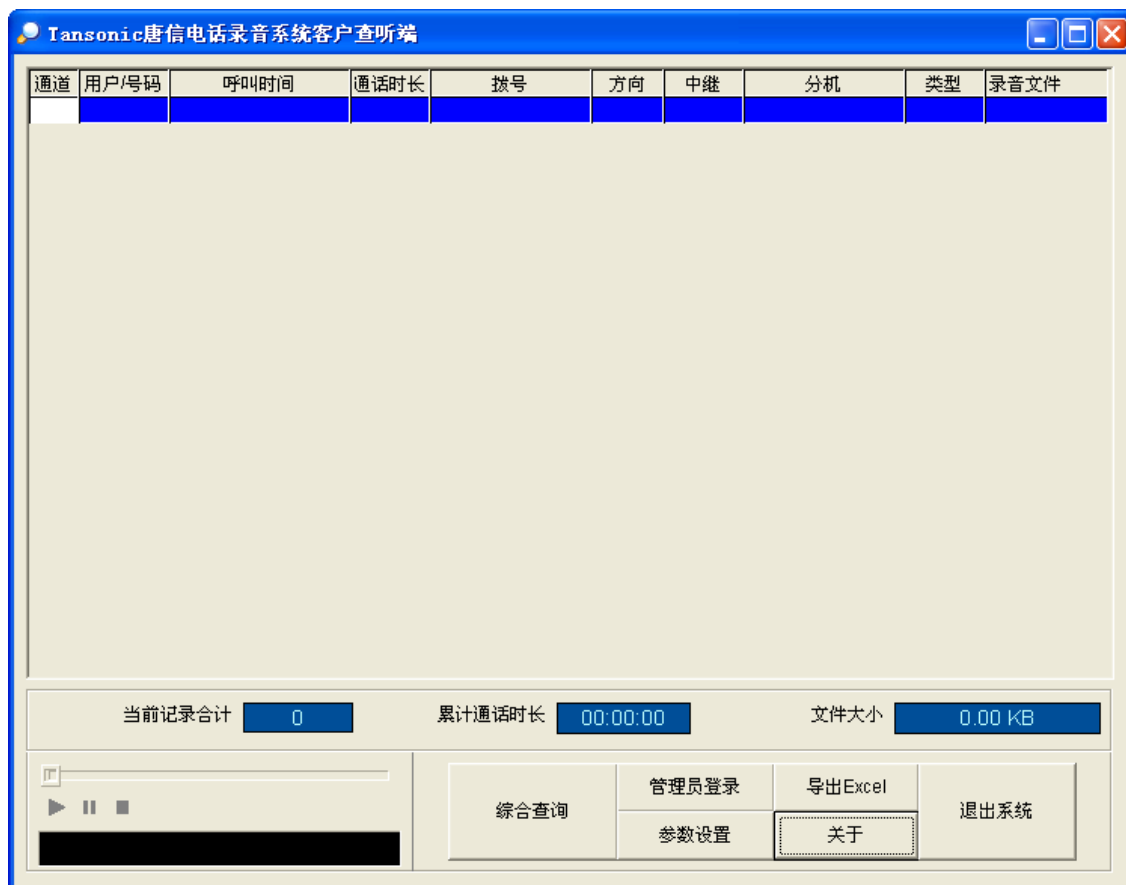 Tansonic唐信电话录音系统客户查听端
通道 用户/号码 呼叫时间 通话时长 拨号 方向 中继 分机 类型 录音文件
当前记录合计 0 累计通话时长 00:00:00 文件大小 0.00 KB
综合查询 管理员登录 导出Excel 退出系统
参数设置 关于